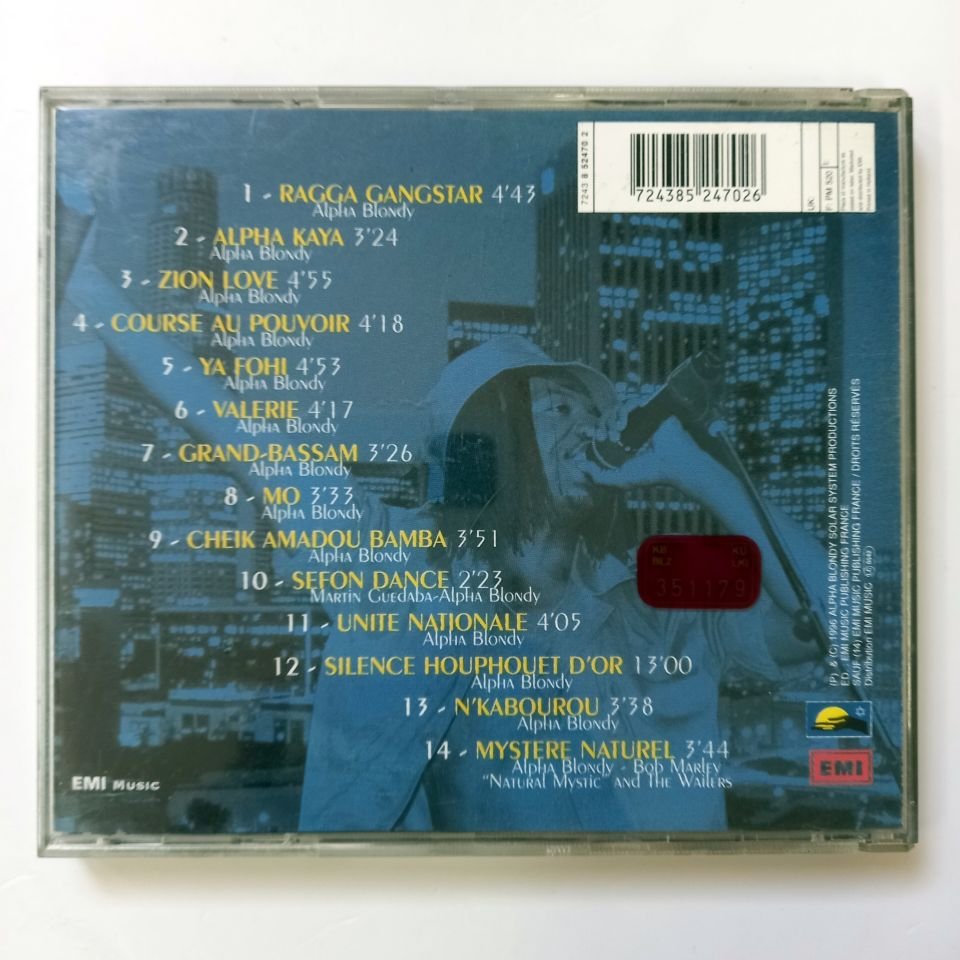 7243 8 52470 2
724385 247026
UK
F: PM 520
1 - RAGGA GANGSTAR 4'43
Alpha Blondy
2 - ALPHA KAYA 3'24
Alpha Blondy
3 - ZION LOVE 4'55
Alpha Blondy
4 - COURSE AU POUVOIR 4'18
Alpha Blondy
5 - YA FOHI 4'53
Alpha Blondy
6 - VALERIE 4'17
Alpha Blondy
7 - GRAND-BASSAM 3'26
Alpha Blondy
8 - MO 3'33
Alpha Blondy
9 - CHEIK AMADOU BAMBA 3'51
Alpha Blondy
10 - SEFON DANCE 2'23
Martin Guedaba-Alpha Blondy
11 - UNITE NATIONALE 4'05
Alpha Blondy
12 - SILENCE HOUPHOUET D'OR 13'00
Alpha Blondy
13 - N'KABOUROU 3'38
Alpha Blondy
14 - MYSTERE NATUREL 3'44
Alpha Blondy - Bob Marley
"Natural Mystic" and The Wailers
351179
(P) & (C) 1996 ALPHA BLONDY SOLAR SYSTEM PRODUCTIONS
ED - EMI MUSIC PUBLISHING FRANCE
SAUF (14) EMI MUSIC PUBLISHING FRANCE / DROITS RÉSERVÉS
Distribution EMI MUSIC
EMI Music
EMI